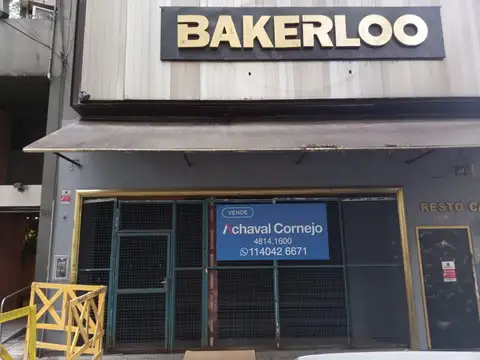 BAKERLOO
VENDE
Achaval Cornejo
4814.1600
114042 6671
RESTO CA